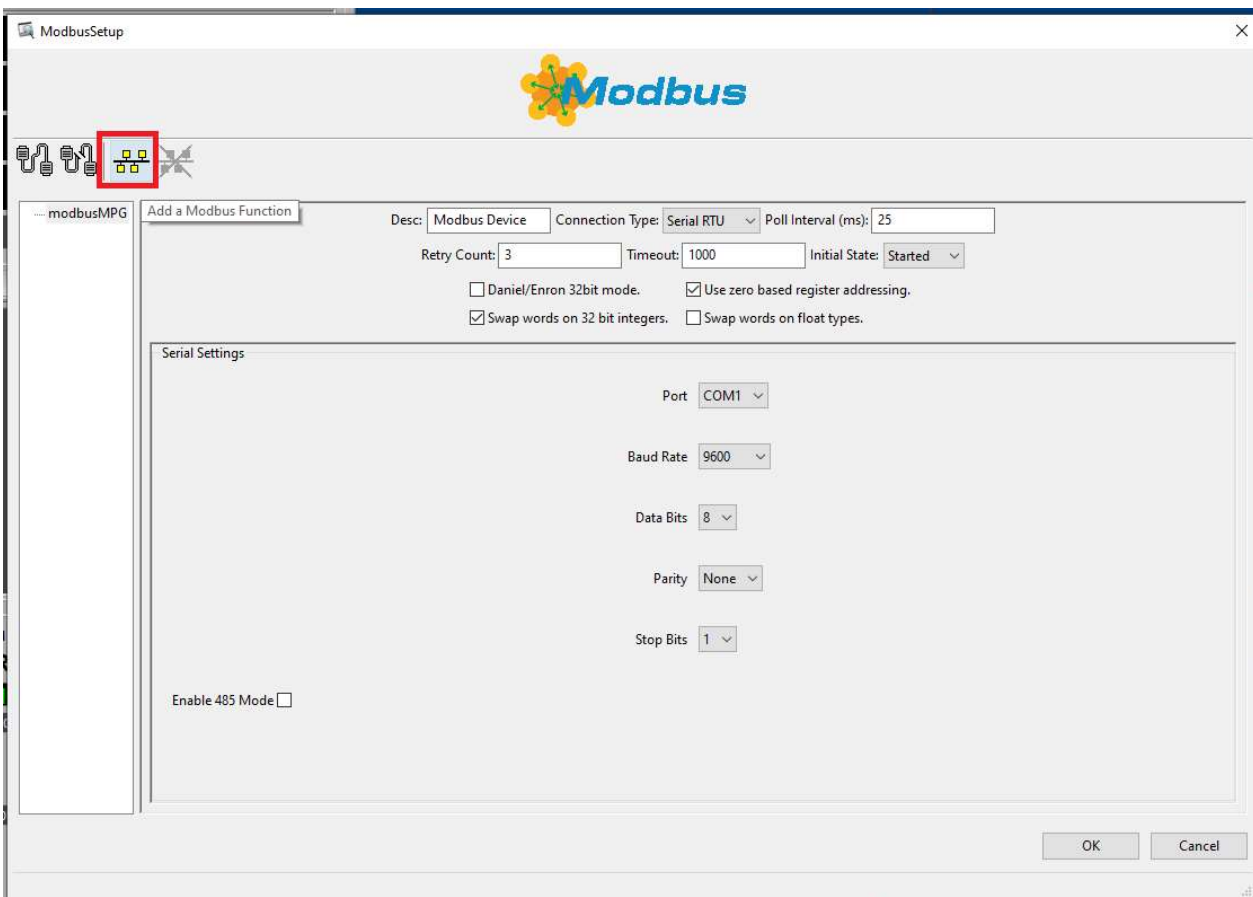 ModbusSetup
Modbus
modbusMPG
Add a Modbus Function
Desc: Modbus Device Connection Type: Serial RTU Poll Interval (ms): 25
Retry Count: 3 Timeout: 1000 Initial State: Started
Daniel/Enron 32bit mode. Use zero based register addressing.
Swap words on 32 bit integers. Swap words on float types.
Serial Settings
Port COM1
Baud Rate 9600
Data Bits 8
Parity None
Stop Bits 1
Enable 485 Mode
OK Cancel